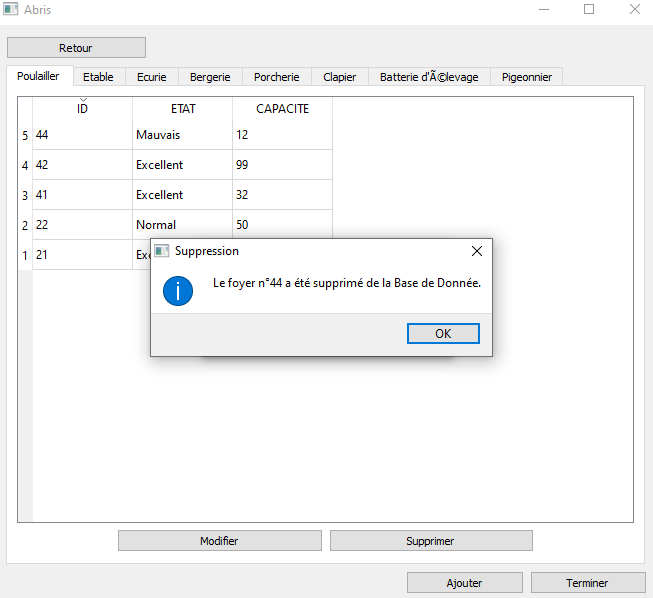 Abris
Retour
Poulailler Etable Ecurie Bergerie Porcherie Clapier Batterie d'Ã©levage Pigeonnier
ID ETAT CAPACITE
5 44 Mauvais 12
4 42 Excellent 99
3 41 Excellent 32
2 22 Normal 50
1 21
Suppression
Le foyer n°44 a été supprimé de la Base de Donnée.
OK
Modifier Supprimer
Ajouter Terminer